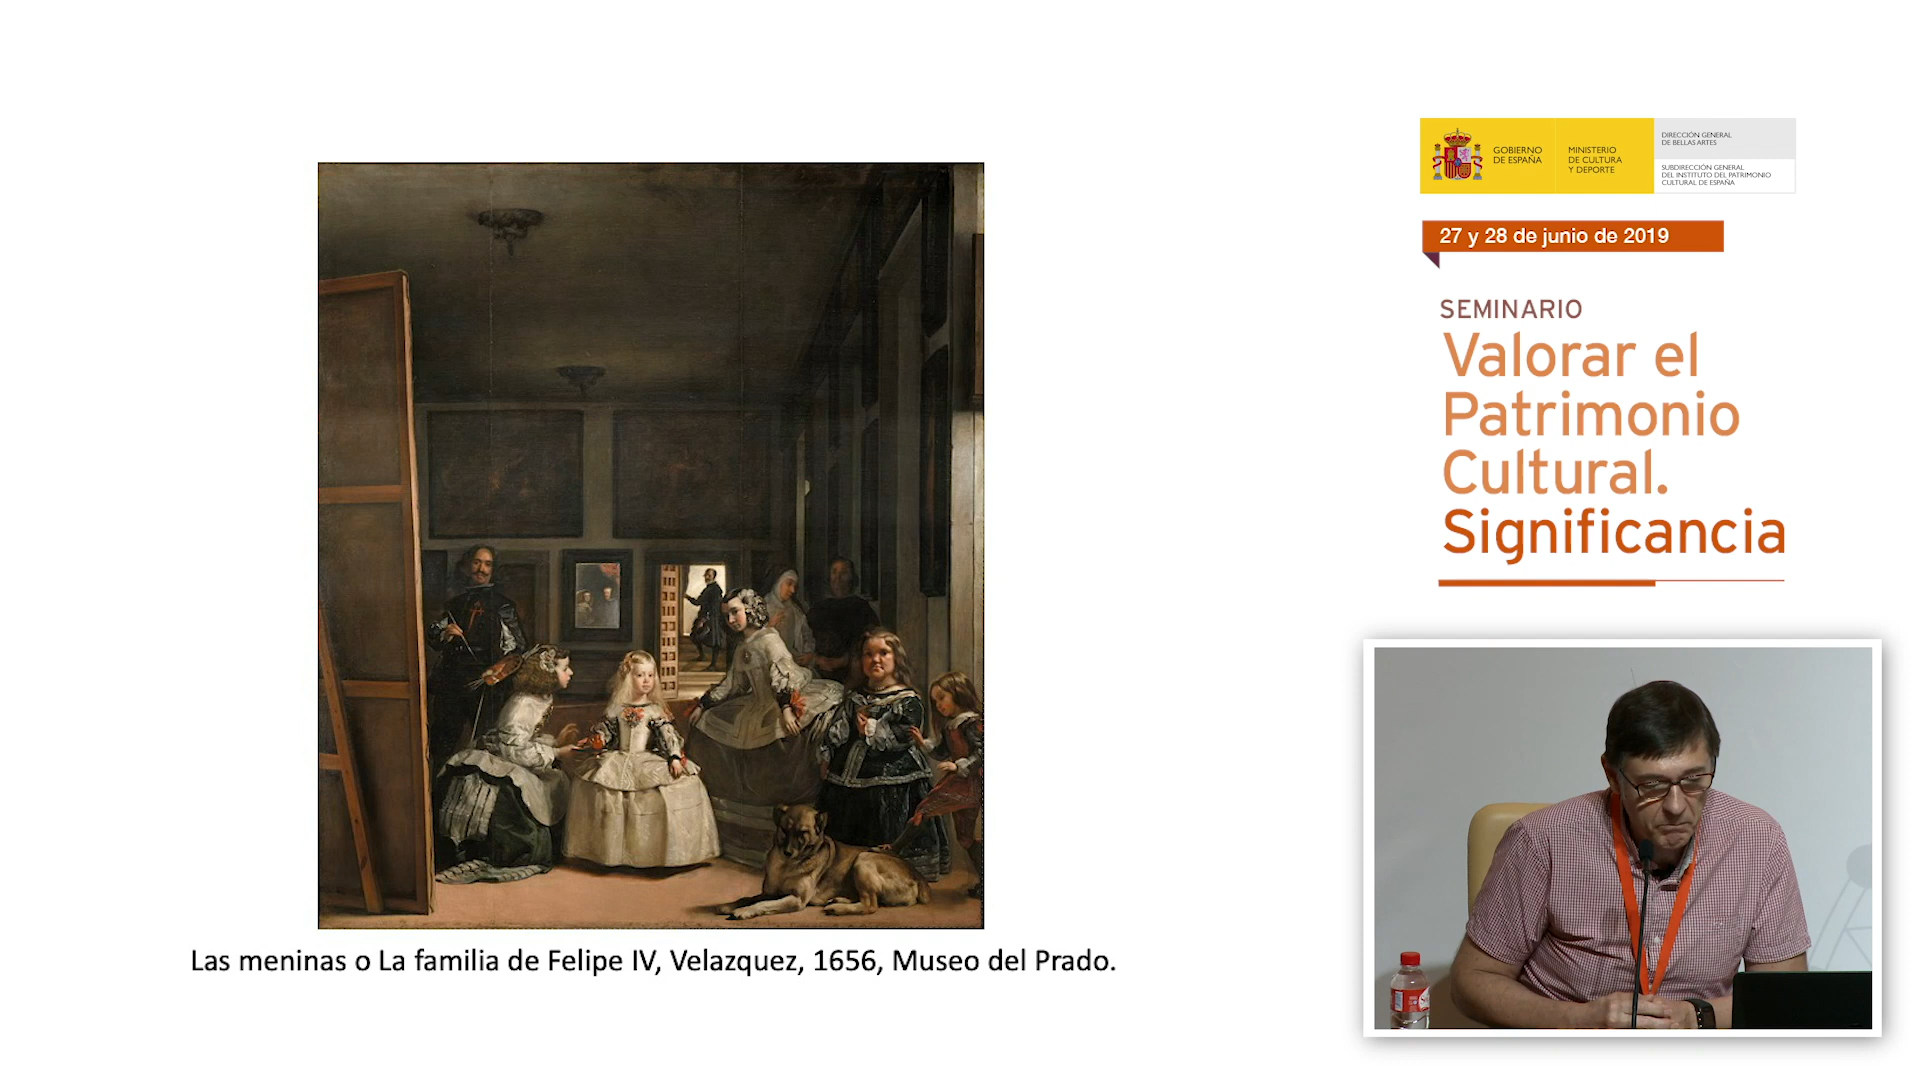 GOBIERNO
DE ESPAÑA
MINISTERIO
DE CULTURA
Y DEPORTE
DIRECCIÓN GENERAL
DE BELLAS ARTES
SUBDIRECCIÓN GENERAL
DEL INSTITUTO DEL PATRIMONIO
CULTURAL DE ESPAÑA
27 y 28 de junio de 2019
SEMINARIO
Valorar el
Patrimonio
Cultural.
Significancia
Las meninas o La familia de Felipe IV, Velazquez, 1656, Museo del Prado.